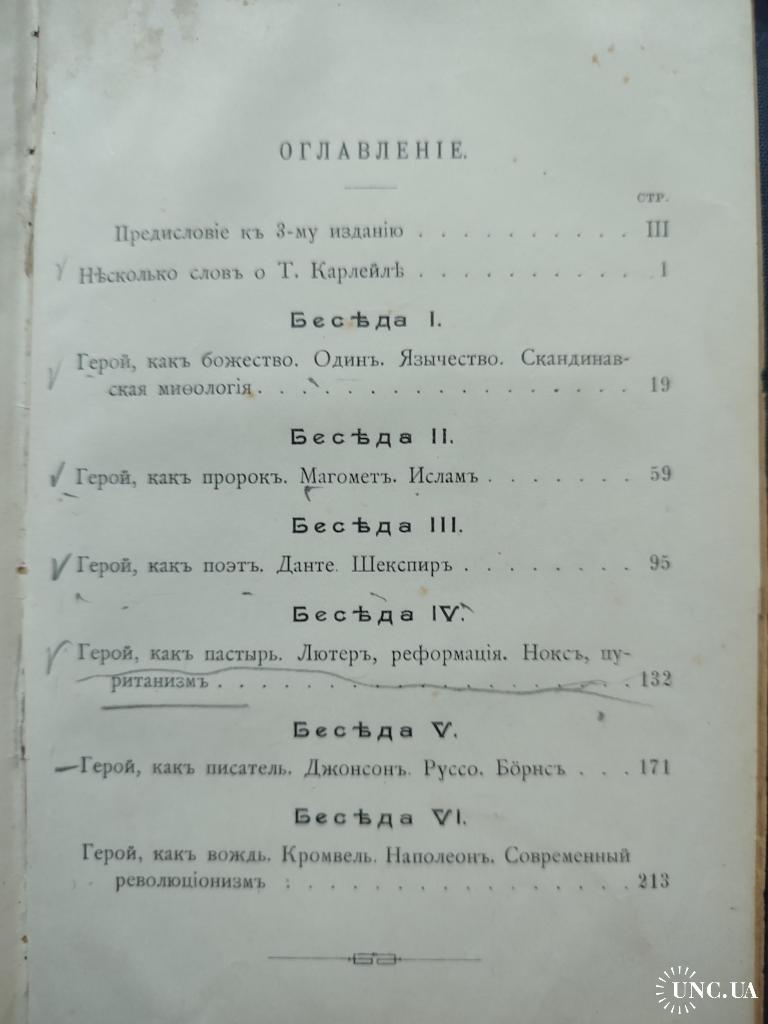 ОГЛАВЛЕНІЕ.
СТР.
Предисловіе къ 3-му изданію . . . . . . . . . . III
Нѣсколько словъ о Т. Карлейлѣ . . . . . . . . . . 1
Бесѣда I.
Герой, какъ божество. Одинъ. Язычество. Скандинав-
ская миѳологія . . . . . . . . . . . . . . . . 19
Бесѣда II.
Герой, какъ пророкъ. Магометъ. Исламъ . . . . . . . 59
Бесѣда III.
Герой, какъ поэтъ. Данте. Шекспиръ . . . . . . . . 95
Бесѣда IV.
Герой, какъ пастырь. Лютеръ, реформація. Ноксъ, пу-
ританизмъ . . . . . . . . . . . . . . . . . 132
Бесѣда V.
Герой, какъ писатель. Джонсонъ. Руссо. Бöрнсъ . . . 171
Бесѣда VI.
Герой, какъ вождь. Кромвель. Наполеонъ. Современный
революціонизмъ . . . . . . . . . . . . . . . 213
UNC.UA